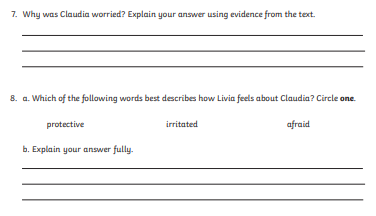 7. Why was Claudia worried? Explain your answer using evidence from the text.
8. a. Which of the following words best describes how Livia feels about Claudia? Circle one.
protective irritated afraid
b. Explain your answer fully.